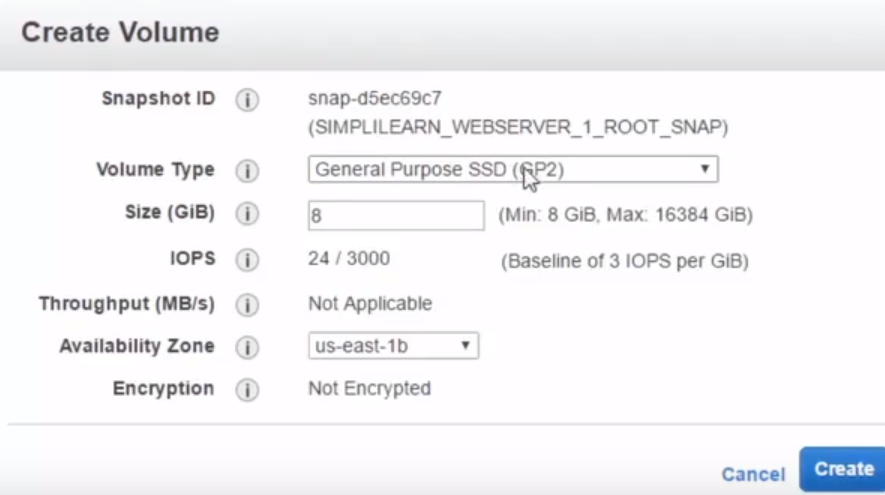 Create Volume
Snapshot ID i snap-d5ec69c7
(SIMPLILEARN_WEBSERVER_1_ROOT_SNAP)
Volume Type i General Purpose SSD (GP2)
Size (GiB) i 8 (Min: 8 GiB, Max: 16384 GiB)
IOPS i 24 / 3000 (Baseline of 3 IOPS per GiB)
Throughput (MB/s) i Not Applicable
Availability Zone i us-east-1b
Encryption i Not Encrypted
Cancel Create